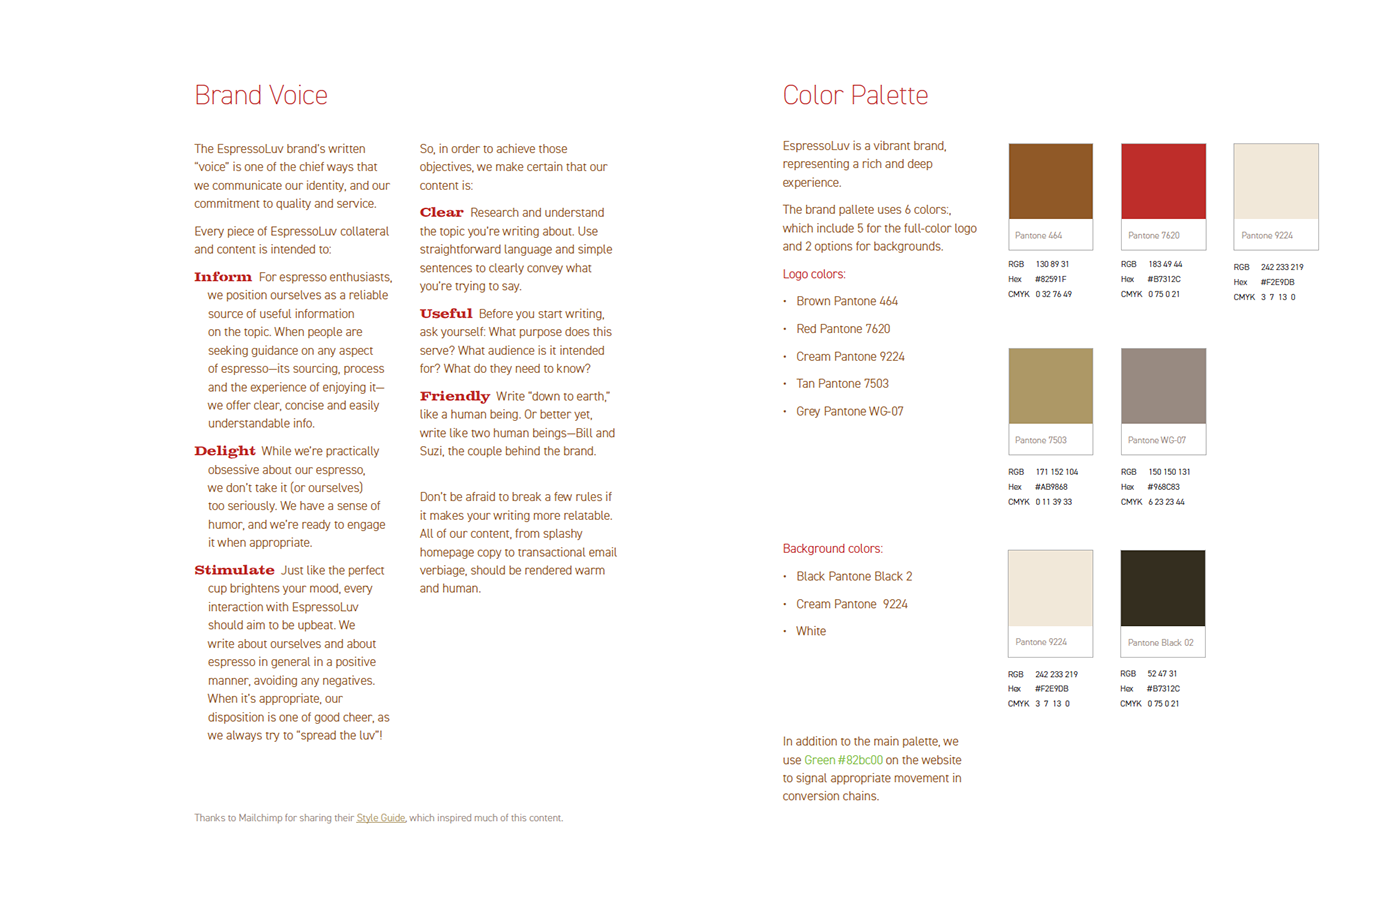 Brand Voice
The EspressoLuv brand's written
"voice" is one of the chief ways that
we communicate our identity, and our
commitment to quality and service.
Every piece of EspressoLuv collateral
and content is intended to:
Inform For espresso enthusiasts,
we position ourselves as a reliable
source of useful information
on the topic. When people are
seeking guidance on any aspect
of espresso—its sourcing, process
and the experience of enjoying it—
we offer clear, concise and easily
understandable info.
Delight While we're practically
obsessive about our espresso,
we don't take it (or ourselves)
too seriously. We have a sense of
humor, and we're ready to engage
it when appropriate.
Stimulate Just like the perfect
cup brightens your mood, every
interaction with EspressoLuv
should aim to be upbeat. We
write about ourselves and about
espresso in general in a positive
manner, avoiding any negatives.
When it's appropriate, our
disposition is one of good cheer, as
we always try to "spread the luv"!
So, in order to achieve those
objectives, we make certain that our
content is:
Clear Research and understand
the topic you're writing about. Use
straightforward language and simple
sentences to clearly convey what
you're trying to say.
Useful Before you start writing,
ask yourself: What purpose does this
serve? What audience is it intended
for? What do they need to know?
Friendly Write "down to earth,"
like a human being. Or better yet,
write like two human beings—Bill and
Suzi, the couple behind the brand.
Don't be afraid to break a few rules if
it makes your writing more relatable.
All of our content, from splashy
homepage copy to transactional email
verbiage, should be rendered warm
and human.
Thanks to Mailchimp for sharing their Style Guide, which inspired much of this content.
Color Palette
EspressoLuv is a vibrant brand,
representing a rich and deep
experience.
The brand pallete uses 6 colors:,
which include 5 for the full-color logo
and 2 options for backgrounds.
Logo colors:
• Brown Pantone 464
• Red Pantone 7620
• Cream Pantone 9224
• Tan Pantone 7503
• Grey Pantone WG-07
Pantone 464
RGB 130 89 31
Hex #82591F
CMYK 0 32 76 49
Pantone 7620
RGB 183 49 44
Hex #B7312C
CMYK 0 75 0 21
Pantone 9224
RGB 242 233 219
Hex #F2E9DB
CMYK 3 7 13 0
Pantone 7503
RGB 171 152 104
Hex #AB9868
CMYK 0 11 39 33
Pantone WG-07
RGB 150 150 131
Hex #968C83
CMYK 6 23 23 44
Background colors:
• Black Pantone Black 2
• Cream Pantone 9224
• White
Pantone 9224
RGB 242 233 219
Hex #F2E9DB
CMYK 3 7 13 0
Pantone Black 02
RGB 52 47 31
Hex #B7312C
CMYK 0 75 0 21
In addition to the main palette, we
use Green #82bc00 on the website
to signal appropriate movement in
conversion chains.